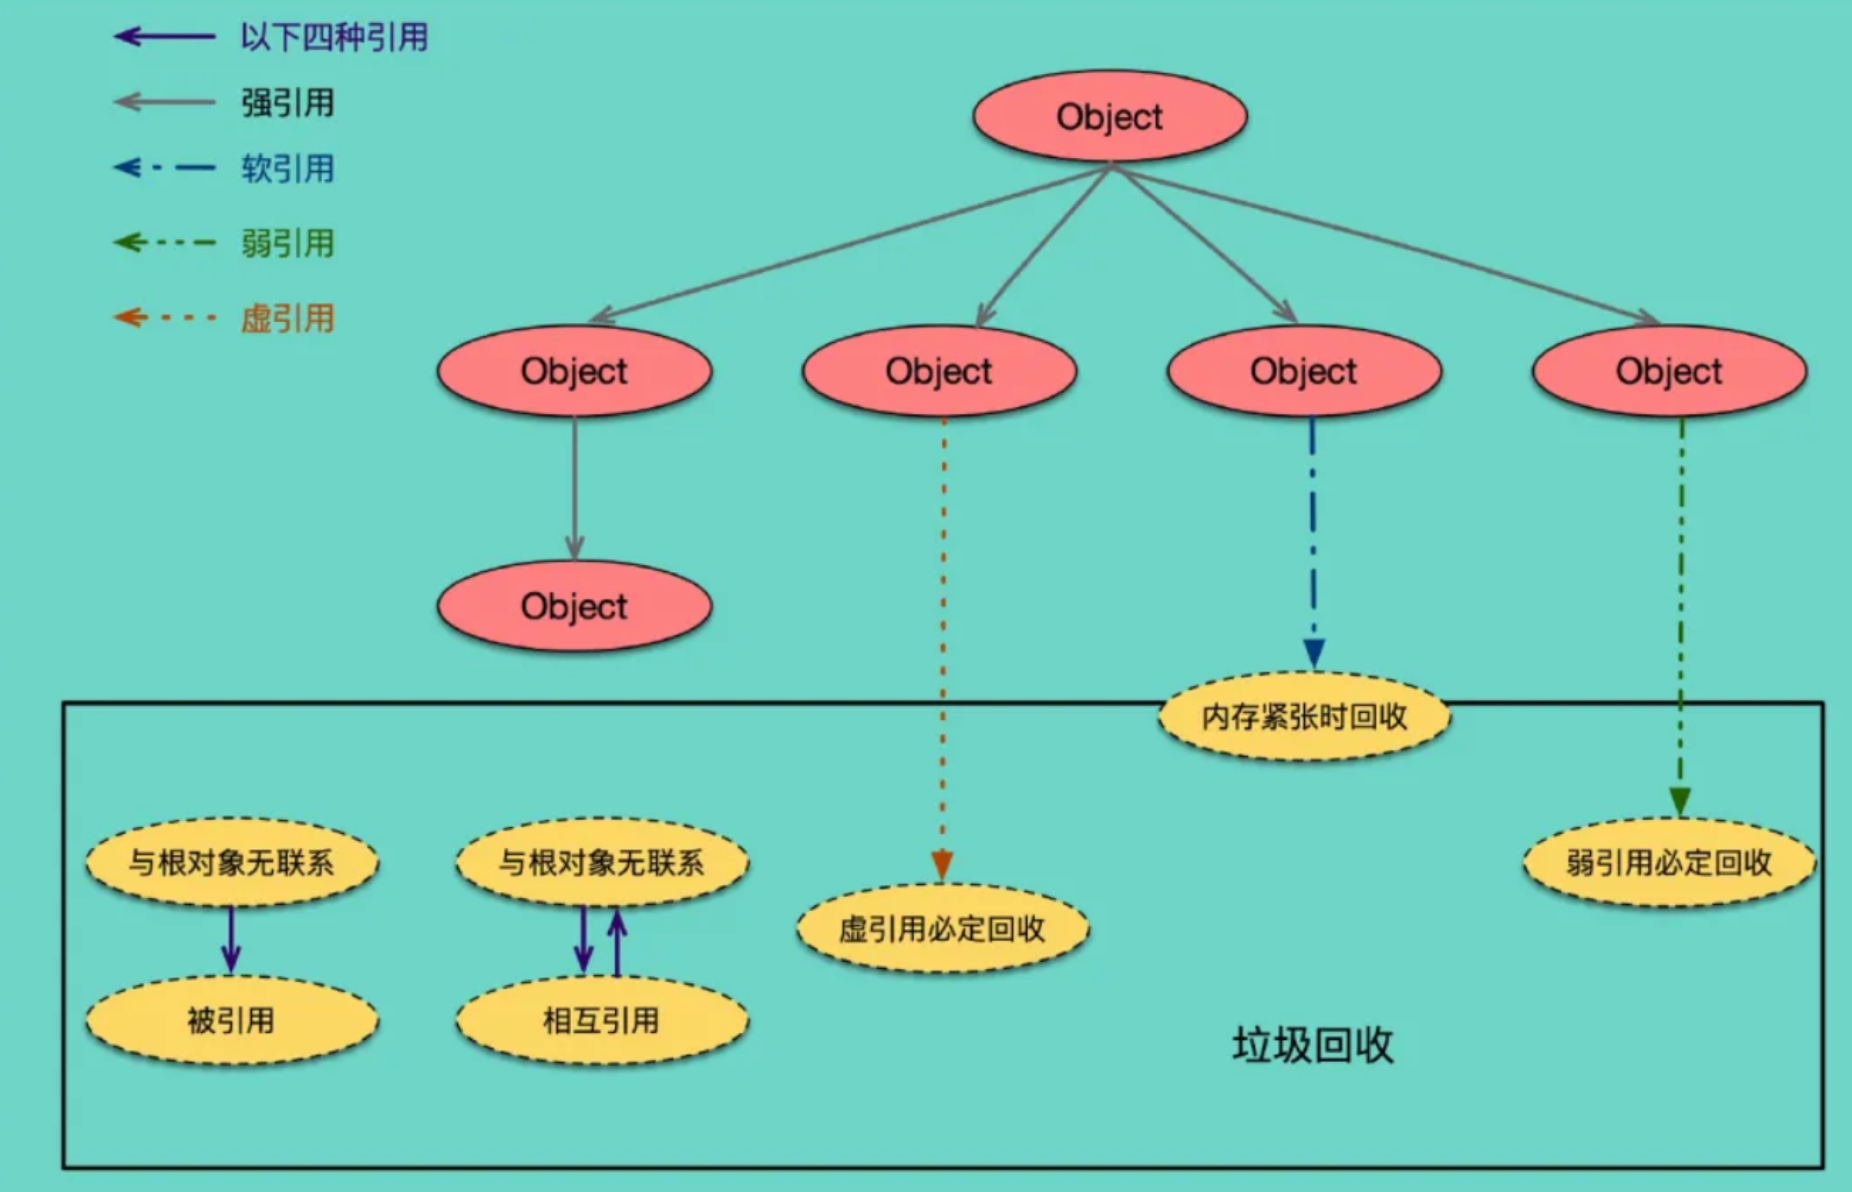 以下四种引用
强引用
软引用
弱引用
虚引用
Object
Object
Object
Object
Object
Object
内存紧张时回收
与根对象无联系
与根对象无联系
弱引用必定回收
虚引用必定回收
被引用
相互引用
垃圾回收